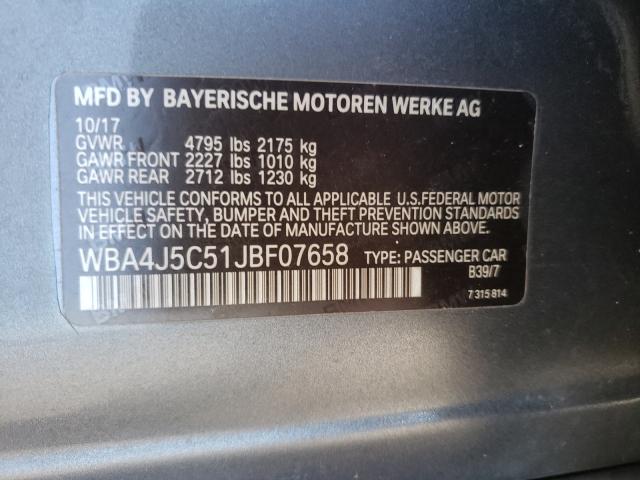 MFD BY BAYERISCHE MOTOREN WERKE AG
10/17
GVWR 4795 lbs 2175 kg
GAWR FRONT 2227 lbs 1010 kg
GAWR REAR 2712 lbs 1230 kg
THIS VEHICLE CONFORMS TO ALL APPLICABLE U.S.FEDERAL MOTOR
VEHICLE SAFETY, BUMPER AND THEFT PREVENTION STANDARDS
IN EFFECT ON THE DATE OF MANUFACTURE SHOWN ABOVE.
WBA4J5C51JBF07658 TYPE: PASSENGER CAR
B39/7
7 315 814